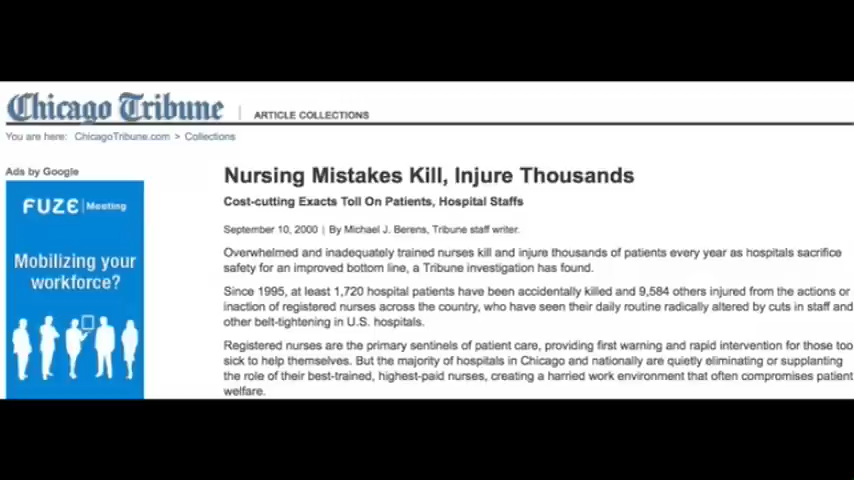 Chicago Tribune | ARTICLE COLLECTIONS
You are here: ChicagoTribune.com > Collections
Ads by Google
FUZE | Meeting
Mobilizing your
workforce?
Nursing Mistakes Kill, Injure Thousands
Cost-cutting Exacts Toll On Patients, Hospital Staffs
September 10, 2000 | By Michael J. Berens, Tribune staff writer.
Overwhelmed and inadequately trained nurses kill and injure thousands of patients every year as hospitals sacrifice
safety for an improved bottom line, a Tribune investigation has found.
Since 1995, at least 1,720 hospital patients have been accidentally killed and 9,584 others injured from the actions or
inaction of registered nurses across the country, who have seen their daily routine radically altered by cuts in staff and
other belt-tightening in U.S. hospitals.
Registered nurses are the primary sentinels of patient care, providing first warning and rapid intervention for those too
sick to help themselves. But the majority of hospitals in Chicago and nationally are quietly eliminating or supplanting
the role of their best-trained, highest-paid nurses, creating a harried work environment that often compromises patient
welfare.